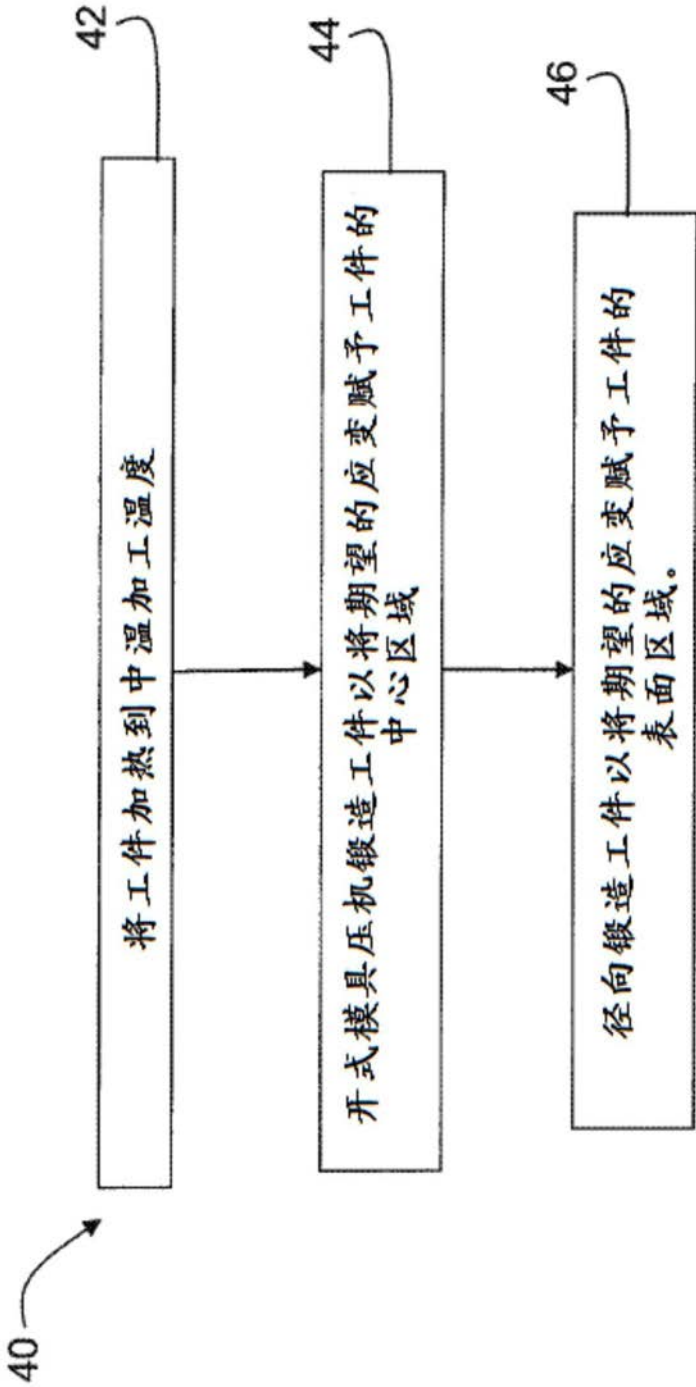 40
42
将工件加热到中温加工温度
44
开式模具压机锻造工件以将期望的应变赋予工件的
中心区域
46
径向锻造工件以将期望的应变赋予工件的
表面区域。